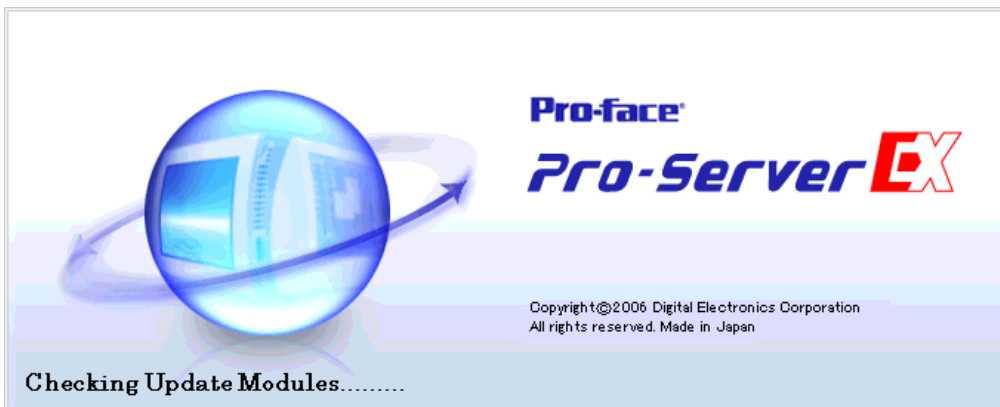 Pro-face®
Pro-Server EX
Copyright©2006 Digital Electronics Corporation
All rights reserved. Made in Japan
Checking Update Modules.........